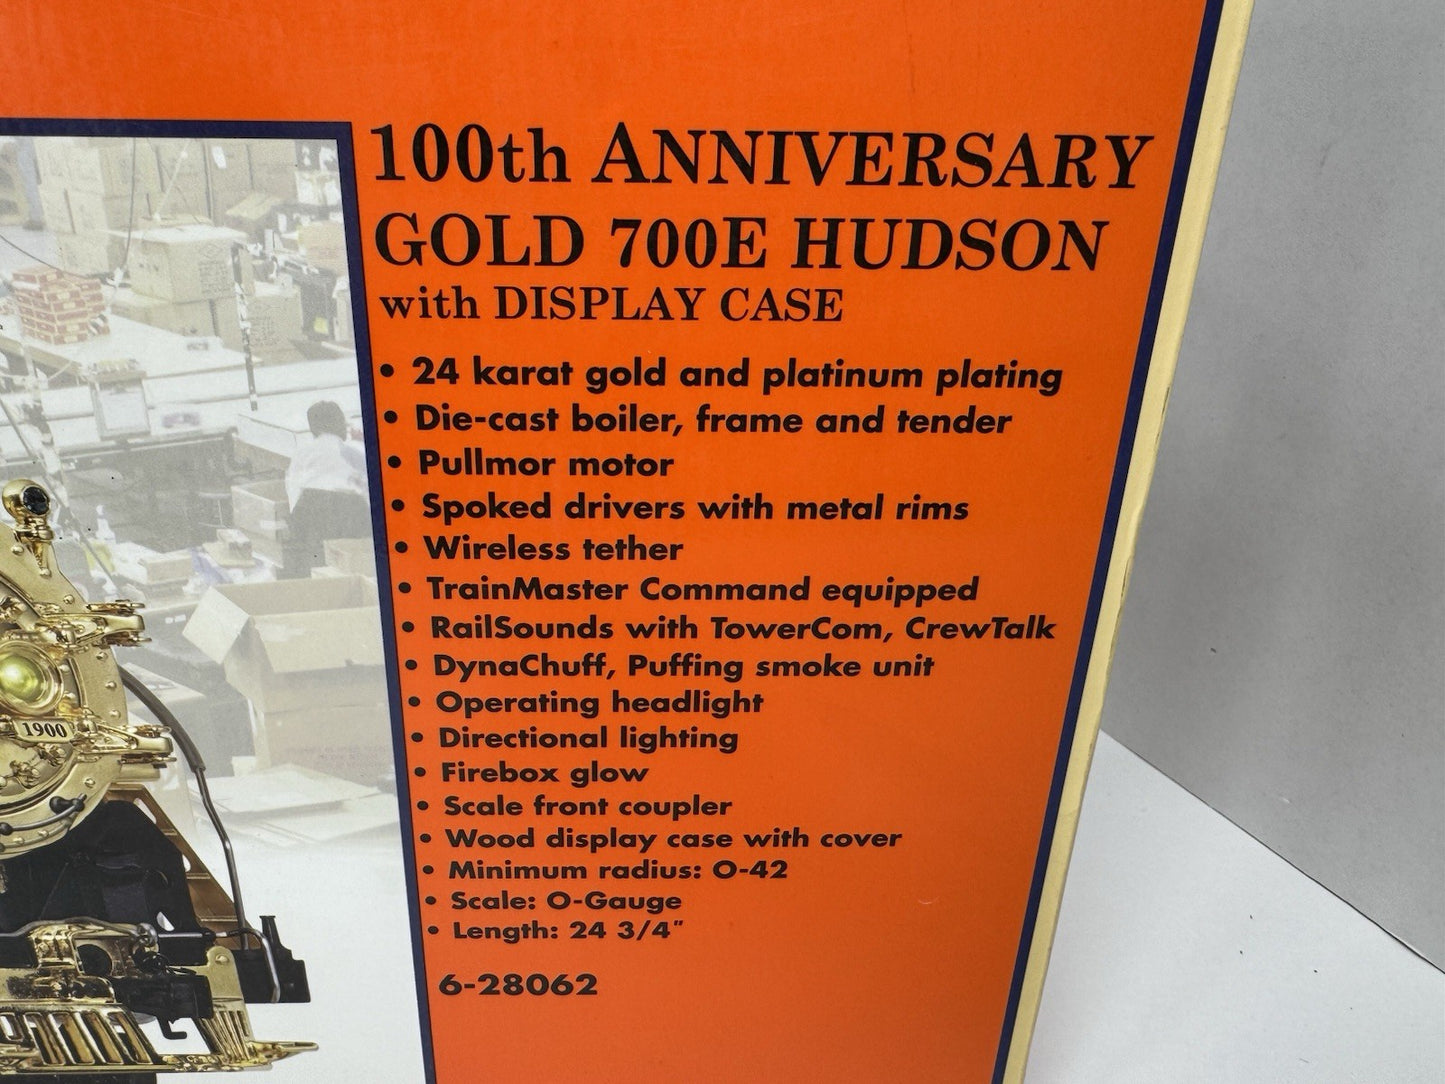 100th ANNIVERSARY
GOLD 700E HUDSON
with DISPLAY CASE
• 24 karat gold and platinum plating
• Die-cast boiler, frame and tender
• Pullmor motor
• Spoked drivers with metal rims
• Wireless tether
• TrainMaster Command equipped
• RailSounds with TowerCom, CrewTalk
• DynaChuff, Puffing smoke unit
• Operating headlight
• Directional lighting
• Firebox glow
• Scale front coupler
• Wood display case with cover
• Minimum radius: O-42
• Scale: O-Gauge
• Length: 24 3/4"
6-28062
1900